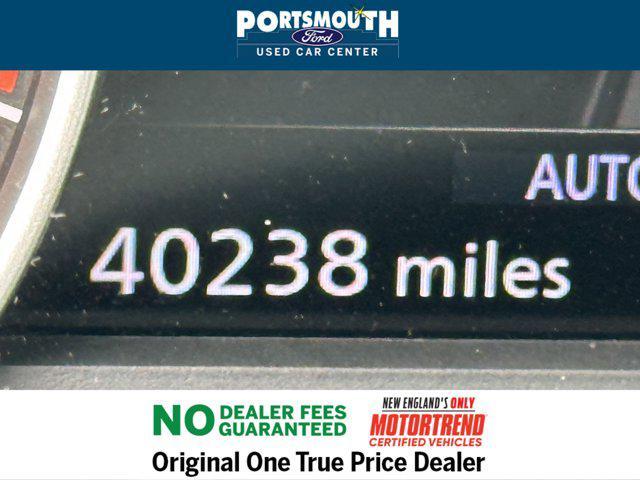 PORTSMOUTH
Ford
USED CAR CENTER
AUTO
40238 miles
NO DEALER FEES GUARANTEED
NEW ENGLAND'S ONLY
MOTORTREND
CERTIFIED VEHICLES
Original One True Price Dealer